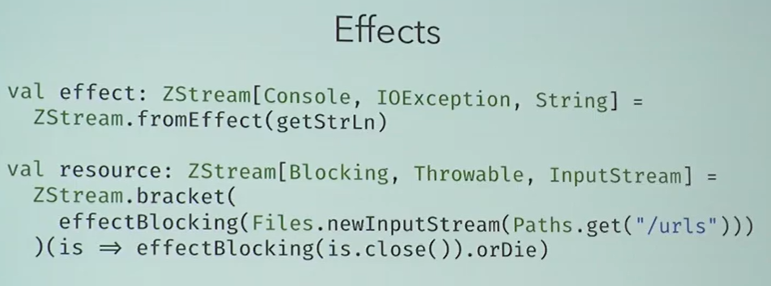 Effects
val effect: ZStream[Console, IOException, String] =
ZStream.fromEffect(getStrLn)
val resource: ZStream[Blocking, Throwable, InputStream] =
ZStream.bracket(
effectBlocking(Files.newInputStream(Paths.get("/urls")))
)(is ⇒ effectBlocking(is.close()).orDie)